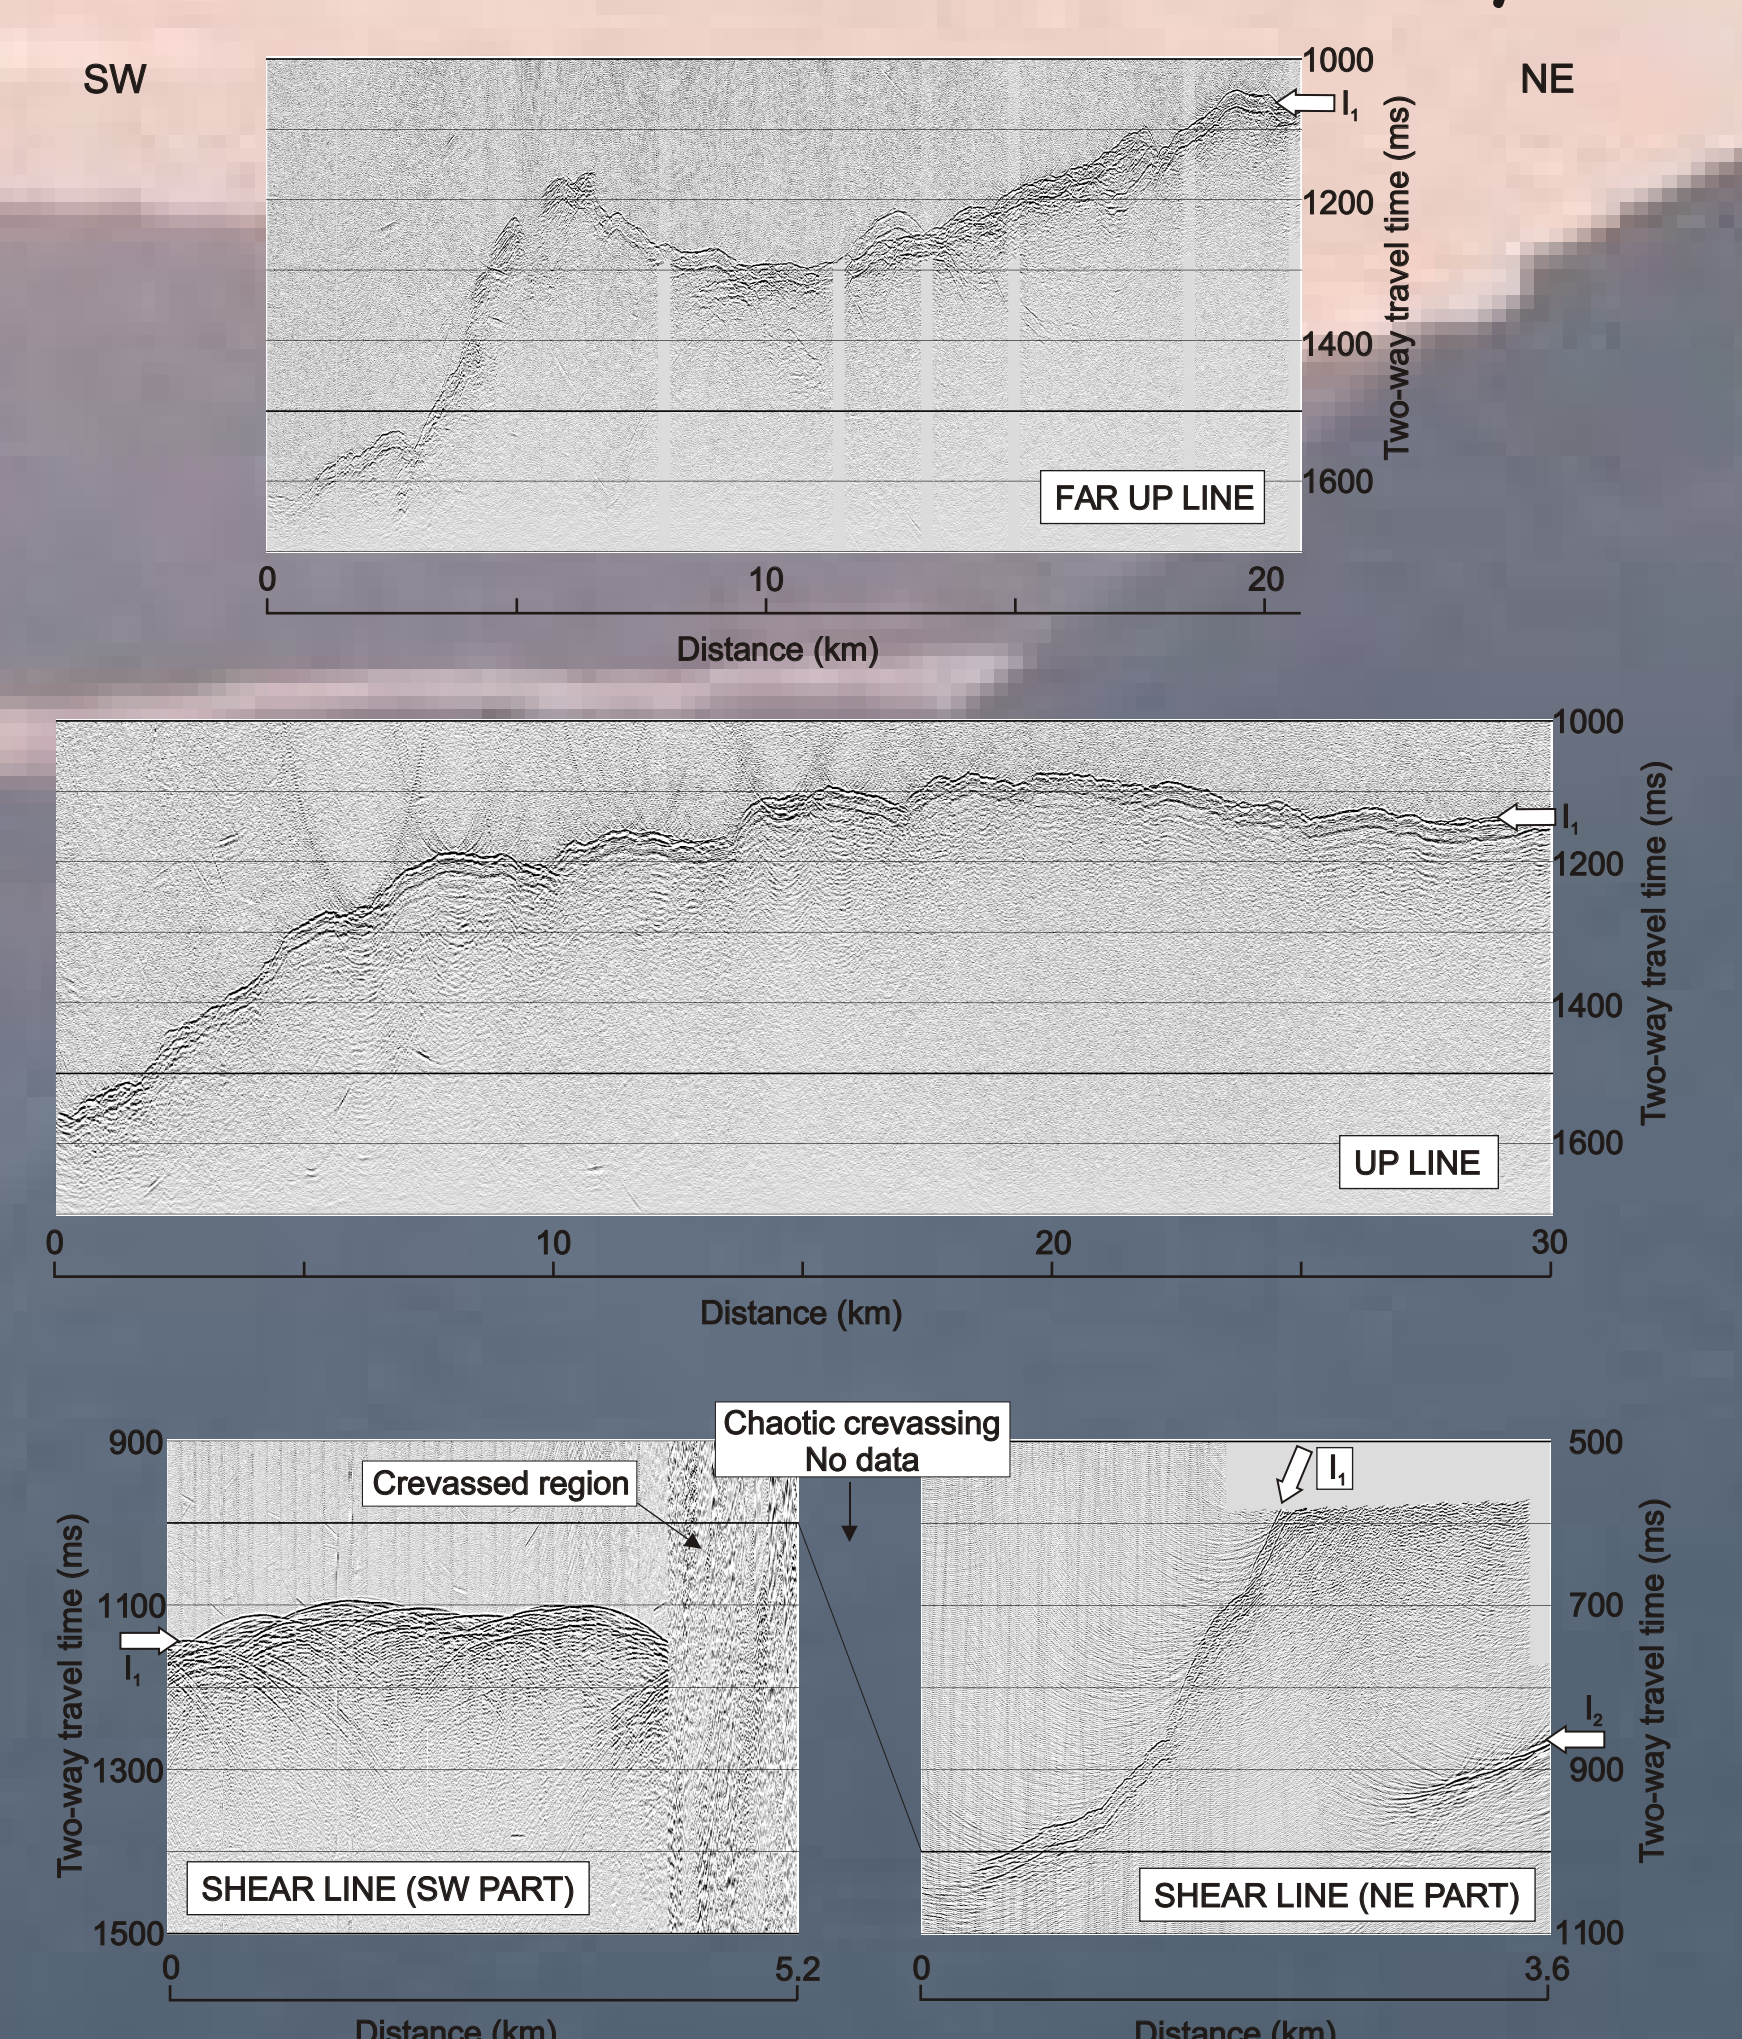 SW
NE
1000
I1
1200
1400
1600
Two-way travel time (ms)
FAR UP LINE
0 10 20
Distance (km)
1000
I1
1200
1400
1600
Two-way travel time (ms)
UP LINE
0 10 20 30
Distance (km)
Chaotic crevassing
No data
900
1100
1300
1500
Two-way travel time (ms)
I1
Crevassed region
SHEAR LINE (SW PART)
0 5.2
Distance (km)
500
700
900
1100
Two-way travel time (ms)
I1
I2
SHEAR LINE (NE PART)
0 3.6
Distance (km)